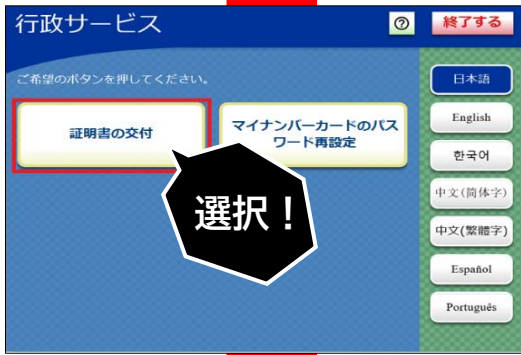 行政サービス
?
終了する
ご希望のボタンを押してください。
証明書の交付
マイナンバーカードのパス
ワード再設定
選択！
日本語
English
한국어
中文(简体字)
中文(繁體字)
Español
Português